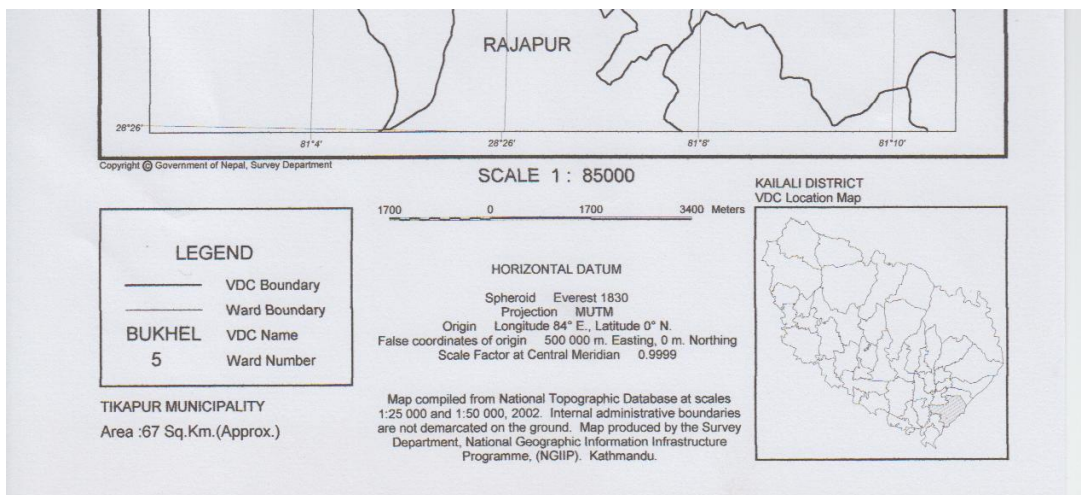 RAJAPUR
28°26'
81°4'
28°26'
81°8'
81°10'
Copyright © Government of Nepal, Survey Department
SCALE 1 : 85000
1700 0 1700 3400 Meters
KAILALI DISTRICT
VDC Location Map
LEGEND
VDC Boundary
Ward Boundary
BUKHEL VDC Name
5 Ward Number
TIKAPUR MUNICIPALITY
Area :67 Sq.Km.(Approx.)
HORIZONTAL DATUM
Spheroid Everest 1830
Projection MUTM
Origin Longitude 84° E., Latitude 0° N.
False coordinates of origin 500 000 m. Easting, 0 m. Northing
Scale Factor at Central Meridian 0.9999
Map compiled from National Topographic Database at scales
1:25 000 and 1:50 000, 2002. Internal administrative boundaries
are not demarcated on the ground. Map produced by the Survey
Department, National Geographic Information Infrastructure
Programme, (NGIIP). Kathmandu.